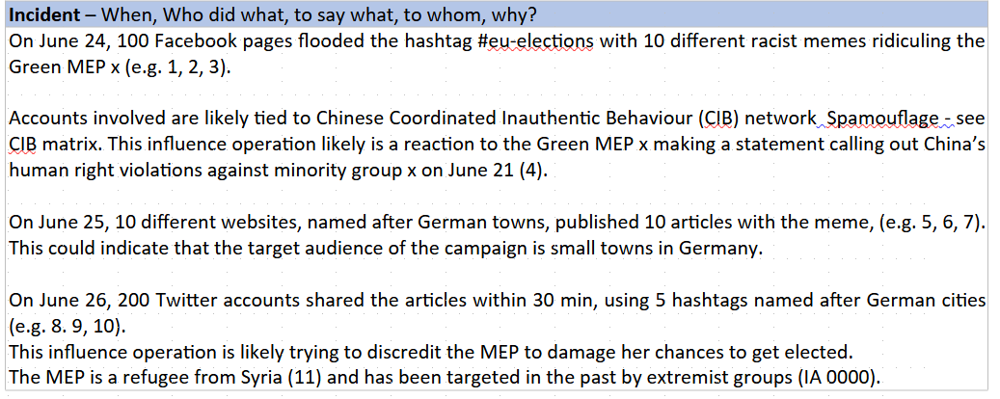 Incident – When, Who did what, to say what, to whom, why?
On June 24, 100 Facebook pages flooded the hashtag #eu-elections with 10 different racist memes ridiculing the
Green MEP x (e.g. 1, 2, 3).
Accounts involved are likely tied to Chinese Coordinated Inauthentic Behaviour (CIB) network Spamouflage - see
CIB matrix. This influence operation likely is a reaction to the Green MEP x making a statement calling out China's
human right violations against minority group x on June 21 (4).
On June 25, 10 different websites, named after German towns, published 10 articles with the meme, (e.g. 5, 6, 7).
This could indicate that the target audience of the campaign is small towns in Germany.
On June 26, 200 Twitter accounts shared the articles within 30 min, using 5 hashtags named after German cities
(e.g. 8. 9, 10).
This influence operation is likely trying to discredit the MEP to damage her chances to get elected.
The MEP is a refugee from Syria (11) and has been targeted in the past by extremist groups (IA 0000).